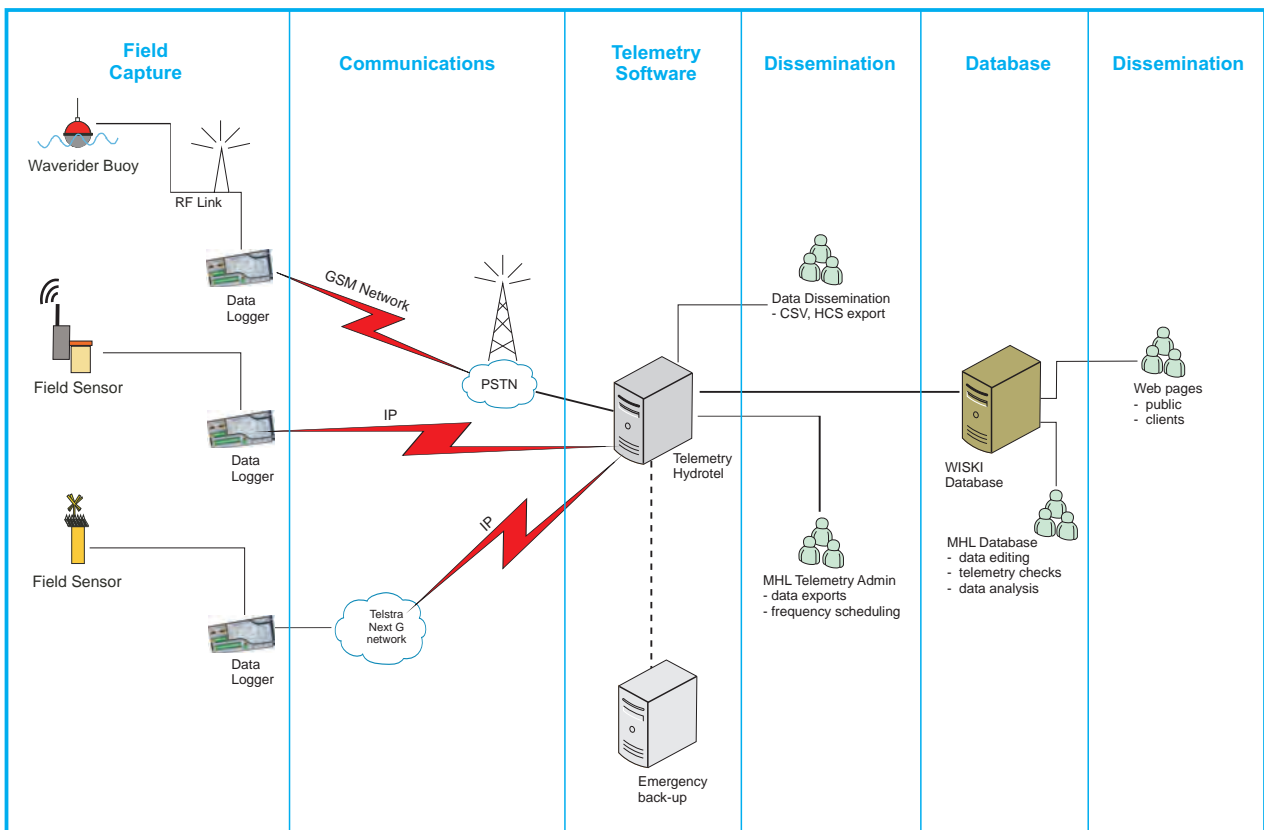 Field
Capture
Communications
Telemetry
Software
Dissemination
Database
Dissemination
Waverider Buoy
RF Link
Data
Logger
GSM Network
PSTN
Field Sensor
Data
Logger
IP
Field Sensor
Data
Logger
Telstra
Next G
network
IP
Telemetry
Hydrotel
Emergency
back-up
Data Dissemination
- CSV, HCS export
MHL Telemetry Admin
- data exports
- frequency scheduling
WISKI
Database
MHL Database
- data editing
- telemetry checks
- data analysis
Web pages
- public
- clients